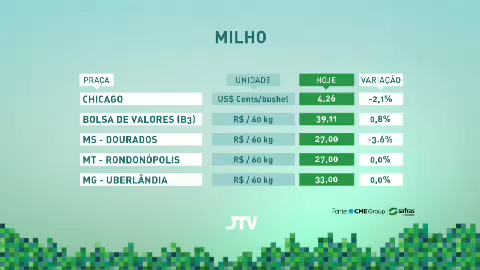 MILHO
PRAÇA UNIDADE HOJE VARIAÇÃO
CHICAGO US$ Cents/bushel 4,26 -2,1%
BOLSA DE VALORES (B3) R$ / 60 kg 39,11 0,8%
MS - DOURADOS R$ / 60 kg 27,00 -3.6%
MT - RONDONÓPOLIS R$ / 60 kg 27,00 0,0%
MG - UBERLÂNDIA R$ / 60 kg 33,00 0,0%
Fonte: CME Group safras
JTV